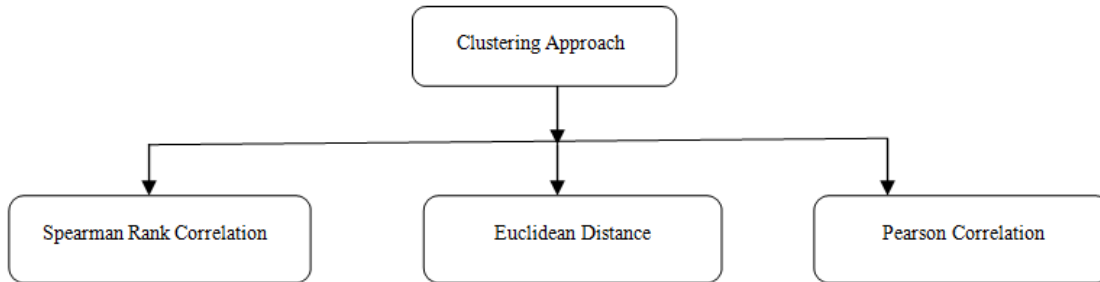 Clustering Approach
Spearman Rank Correlation
Euclidean Distance
Pearson Correlation